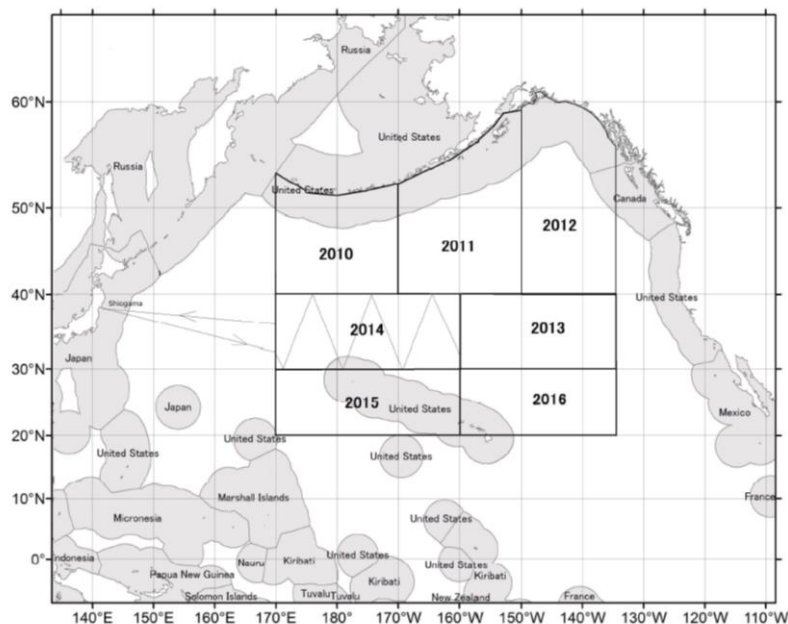 Russia
60°N
United States
Russia
United States
50°N
Canada
2012
2011
2010
40°N
United States
Shiogama
2014
2013
Japan
30°N
2015
United States
2016
Japan
Mexico
20°N
United States
United States
United States
Marshall Islands
France
10°N
Micronesia
United States
United States
Indonesia
0°
Nauru
Kiribati
United States
Papua New Guinea
Kiribati
Kiribati
Solomon Islands
Tuvalu
Tuvalu
New Zealand
France
140°E
150°E
160°E
170°E
180°
170°W
160°W
150°W
140°W
130°W
120°W
110°W